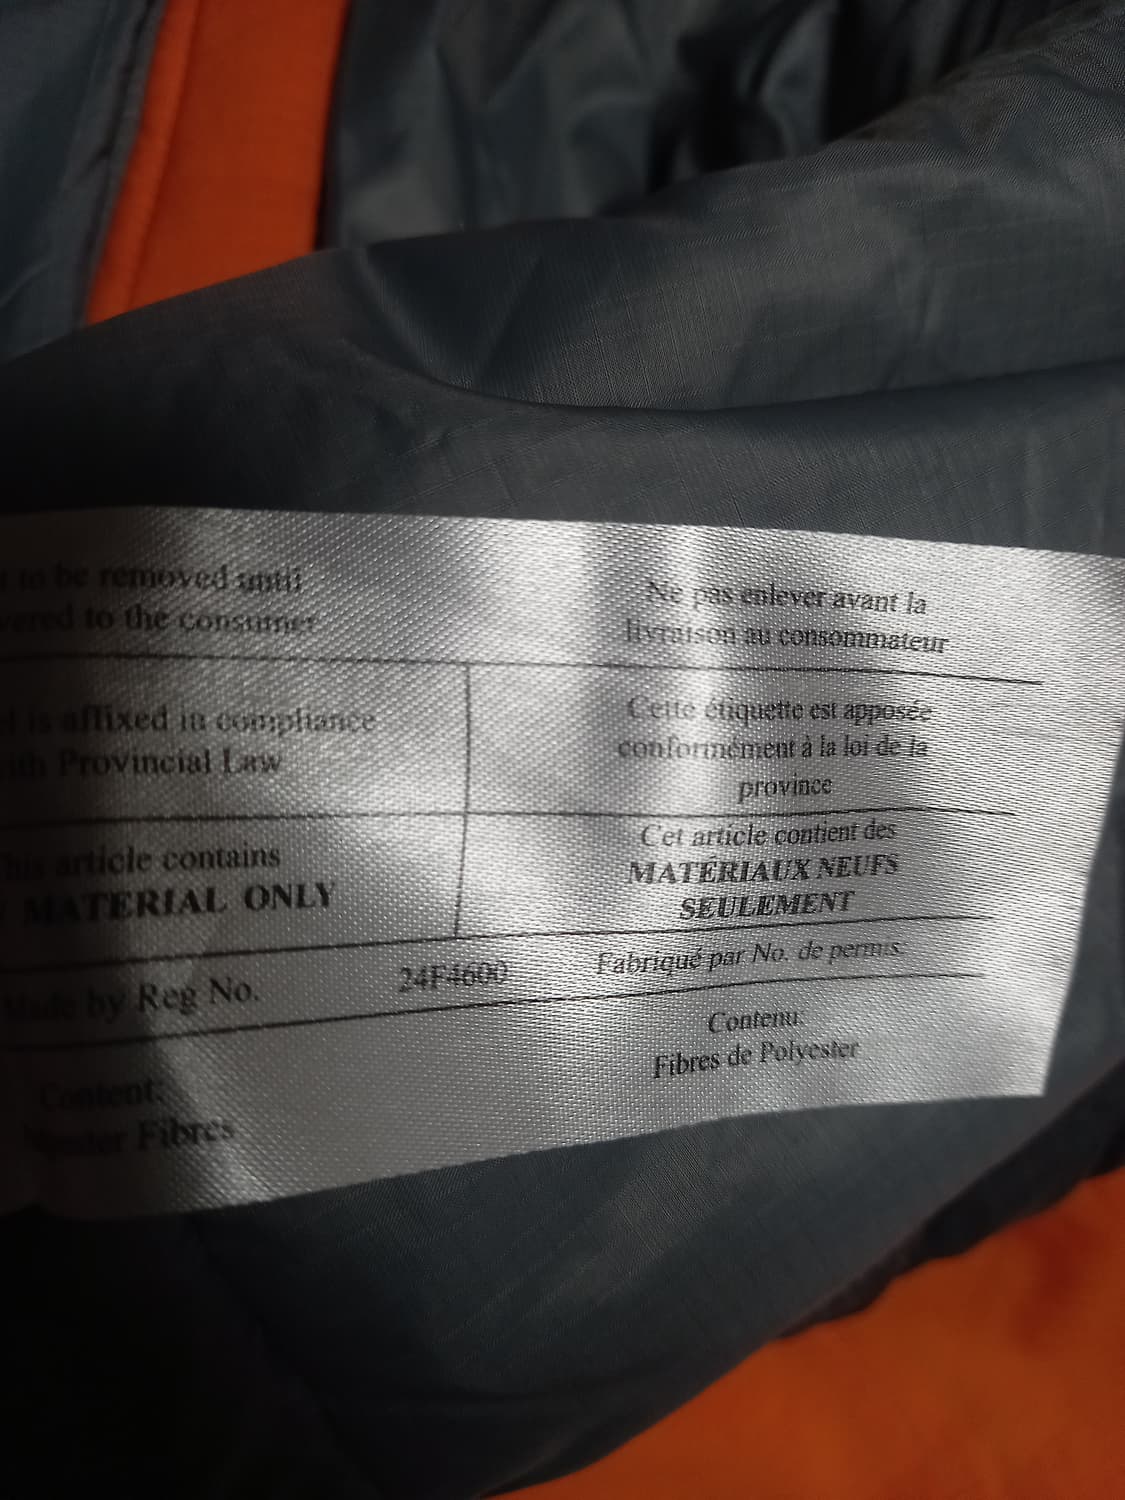 to be removed until
to the consumer
Ne pas enlever avant la
livraison au consommateur
is affixed in compliance
Provincial Law
Cette étiquette est apposée
conformément à la loi de la
province
article contains
MATERIAL ONLY
Cet article contient des
MATÉRIAUX NEUFS
SEULEMENT
Made by Reg No. 24F4600 Fabriqué par No. de permis:
Content:
Fibres
Contenu:
Fibres de Polyester